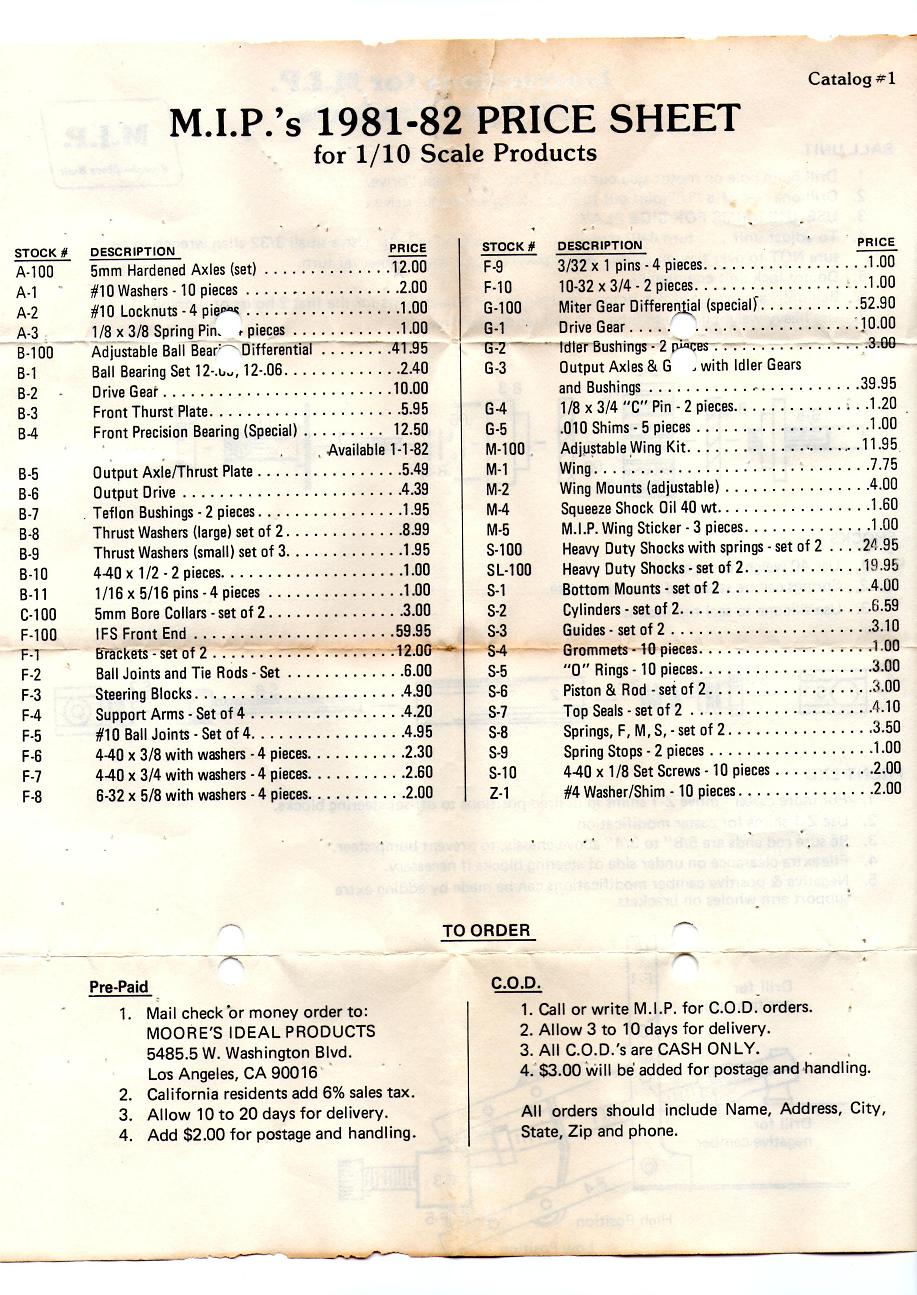 Catalog #1
M.I.P.'s 1981-82 PRICE SHEET
for 1/10 Scale Products
STOCK # DESCRIPTION PRICE
A-100 5mm Hardened Axles (set) . . . . . . . . . . . . 12.00
A-1 #10 Washers - 10 pieces . . . . . . . . . . . . . . 2.00
A-2 #10 Locknuts - 4 pieces . . . . . . . . . . . . . . 1.00
A-3 1/8 x 3/8 Spring Pins pieces . . . . . . . . . . 1.00
B-100 Adjustable Ball Bearing Differential . . . . . . . 41.95
B-1 Ball Bearing Set 12-.06, 12-.06 . . . . . . . . . . 2.40
B-2 Drive Gear . . . . . . . . . . . . . . . . . . . . 10.00
B-3 Front Thurst Plate . . . . . . . . . . . . . . . . 5.95
B-4 Front Precision Bearing (Special) . . . . . . . . 12.50
Available 1-1-82
B-5 Output Axle/Thrust Plate . . . . . . . . . . . . . 5.49
B-6 Output Drive . . . . . . . . . . . . . . . . . . . 4.39
B-7 Teflon Bushings - 2 pieces . . . . . . . . . . . . 1.95
B-8 Thrust Washers (large) set of 2 . . . . . . . . . . 8.99
B-9 Thrust Washers (small) set of 3 . . . . . . . . . . 1.95
B-10 4-40 x 1/2 - 2 pieces . . . . . . . . . . . . . . . 1.00
B-11 1/16 x 5/16 pins - 4 pieces . . . . . . . . . . . . 1.00
C-100 5mm Bore Collars - set of 2 . . . . . . . . . . . . 3.00
F-100 IFS Front End . . . . . . . . . . . . . . . . . . 59.95
F-1 Brackets - set of 2 . . . . . . . . . . . . . . . 12.00
F-2 Ball Joints and Tie Rods - Set . . . . . . . . . . 6.00
F-3 Steering Blocks . . . . . . . . . . . . . . . . . . 4.90
F-4 Support Arms - Set of 4 . . . . . . . . . . . . . . 4.20
F-5 #10 Ball Joints - Set of 4 . . . . . . . . . . . . 4.95
F-6 4-40 x 3/8 with washers - 4 pieces . . . . . . . . 2.30
F-7 4-40 x 3/4 with washers - 4 pieces . . . . . . . . 2.60
F-8 6-32 x 5/8 with washers - 4 pieces . . . . . . . . 2.00
STOCK # DESCRIPTION PRICE
F-9 3/32 x 1 pins - 4 pieces . . . . . . . . . . . . . 1.00
F-10 10-32 x 3/4 - 2 pieces . . . . . . . . . . . . . . 1.00
G-100 Miter Gear Differential (special) . . . . . . . . 52.90
G-1 Drive Gear . . . . . . . . . . . . . . . . . . . . 10.00
G-2 Idler Bushings - 2 pieces . . . . . . . . . . . . . 3.00
G-3 Output Axles & with Idler Gears
and Bushings . . . . . . . . . . . . . . . . . . . 39.95
G-4 1/8 x 3/4 "C" Pin - 2 pieces . . . . . . . . . . . 1.20
G-5 .010 Shims - 5 pieces . . . . . . . . . . . . . . . 1.00
M-100 Adjustable Wing Kit . . . . . . . . . . . . . . . 11.95
M-1 Wing . . . . . . . . . . . . . . . . . . . . . . . 7.75
M-2 Wing Mounts (adjustable) . . . . . . . . . . . . . 4.00
M-4 Squeeze Shock Oil 40 wt. . . . . . . . . . . . . . 1.60
M-5 M.I.P. Wing Sticker - 3 pieces . . . . . . . . . . 1.00
S-100 Heavy Duty Shocks with springs - set of 2 . . . . 24.95
SL-100 Heavy Duty Shocks - set of 2 . . . . . . . . . . 19.95
S-1 Bottom Mounts - set of 2 . . . . . . . . . . . . . 4.00
S-2 Cylinders - set of 2 . . . . . . . . . . . . . . . 6.59
S-3 Guides - set of 2 . . . . . . . . . . . . . . . . . 3.10
S-4 Grommets - 10 pieces . . . . . . . . . . . . . . . 1.00
S-5 "O" Rings - 10 pieces . . . . . . . . . . . . . . . 3.00
S-6 Piston & Rod - set of 2 . . . . . . . . . . . . . . 3.00
S-7 Top Seals - set of 2 . . . . . . . . . . . . . . . 4.10
S-8 Springs, F, M, S, - set of 2 . . . . . . . . . . . 3.50
S-9 Spring Stops - 2 pieces . . . . . . . . . . . . . . 1.00
S-10 4-40 x 1/8 Set Screws - 10 pieces . . . . . . . . . 2.00
Z-1 #4 Washer/Shim - 10 pieces . . . . . . . . . . . . 2.00
TO ORDER
Pre-Paid
1. Mail check or money order to:
MOORE'S IDEAL PRODUCTS
5485.5 W. Washington Blvd.
Los Angeles, CA 90016
2. California residents add 6% sales tax.
3. Allow 10 to 20 days for delivery.
4. Add $2.00 for postage and handling.
C.O.D.
1. Call or write M.I.P. for C.O.D. orders.
2. Allow 3 to 10 days for delivery.
3. All C.O.D.'s are CASH ONLY.
4. $3.00 will be added for postage and handling.
All orders should include Name, Address, City,
State, Zip and phone.